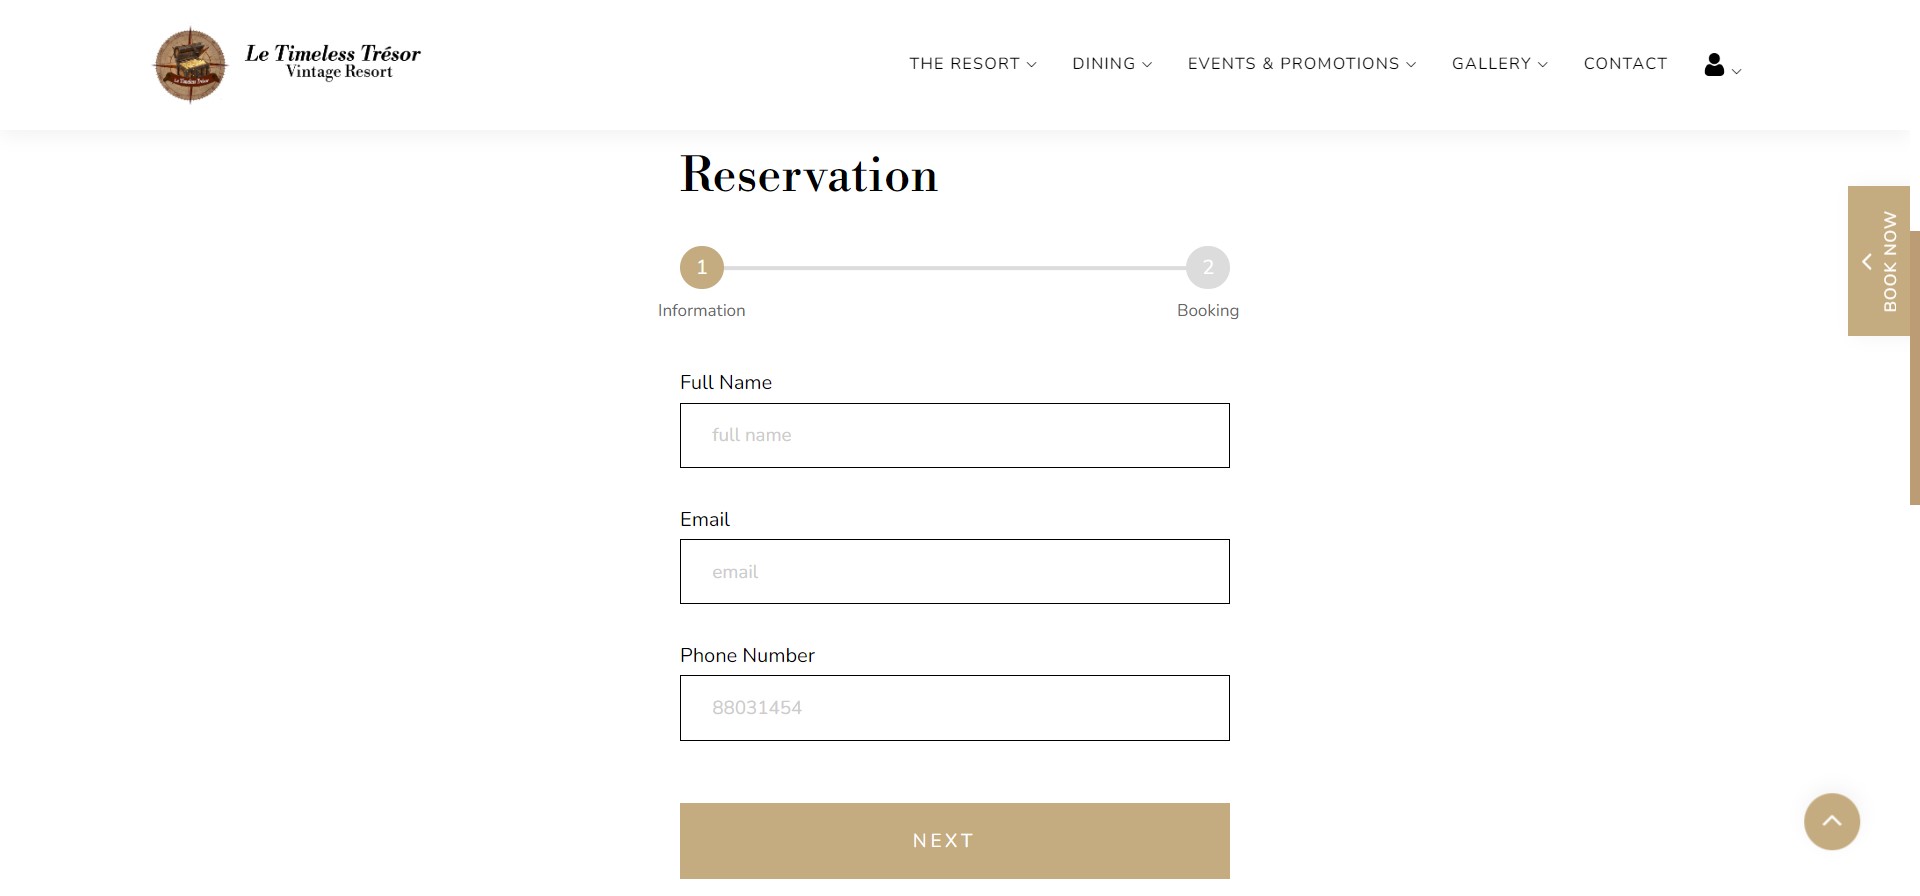 Le Timeless Trésor
Vintage Resort
THE RESORT
DINING
EVENTS & PROMOTIONS
GALLERY
CONTACT
Reservation
1
2
Information
Booking
BOOK NOW
Full Name
full name
Email
email
Phone Number
88031454
NEXT